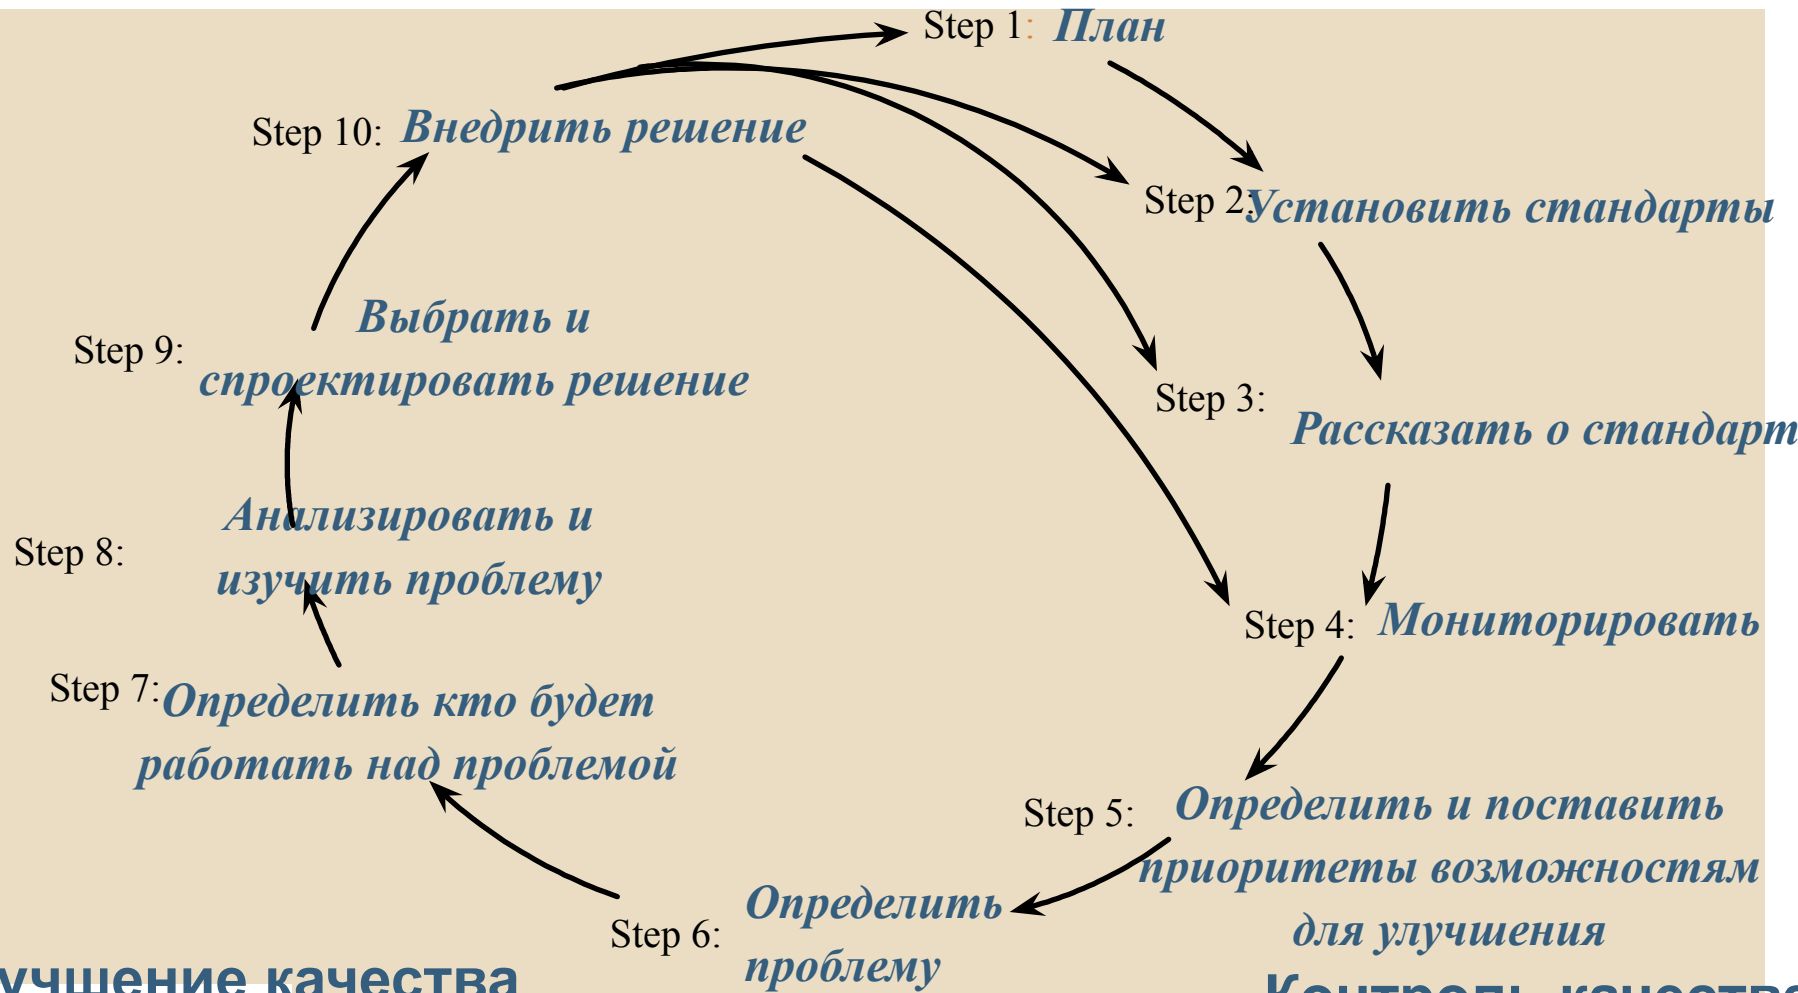 Step 1: План
Step 10: Внедрить решение
Step 2: Установить стандарты
Выбрать и
Step 9:
спроектировать решение
Step 3:
Рассказать о стандарт
Анализировать и
Step 8:
изучить проблему
Step 4: Мониторировать
Step 7: Определить кто будет
работать над проблемой
Step 5: Определить и поставить
приоритеты возможностям
для улучшения
Step 6: Определить
проблему
учшение качества
Контроль качества